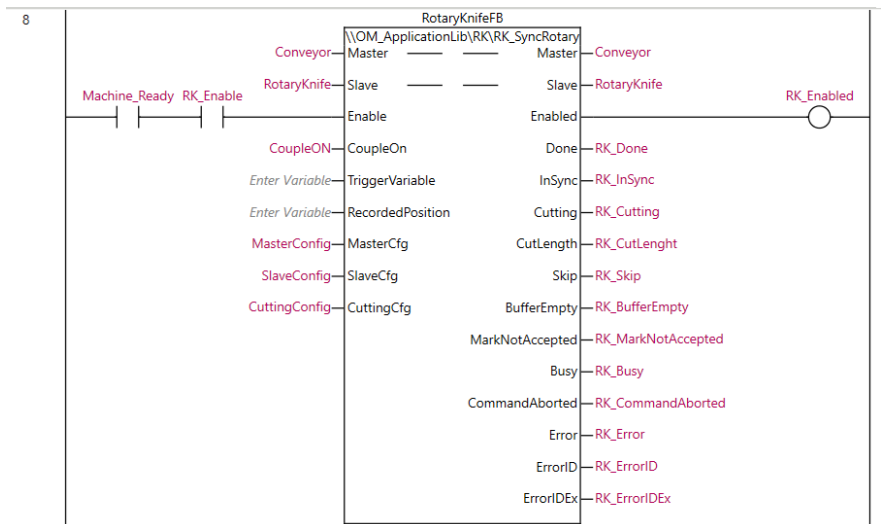 8
RotaryKnifeFB
\\OM_ApplicationLib\RK\RK_SyncRotary
Conveyor Master Master Conveyor
RotaryKnife Slave Slave RotaryKnife
Machine_Ready RK_Enable Enable Enabled RK_Enabled
CoupleON CoupleOn Done RK_Done
Enter Variable TriggerVariable InSync RK_InSync
Enter Variable RecordedPosition Cutting RK_Cutting
MasterConfig MasterCfg CutLength RK_CutLenght
SlaveConfig SlaveCfg Skip RK_Skip
CuttingConfig CuttingCfg BufferEmpty RK_BufferEmpty
MarkNotAccepted RK_MarkNotAccepted
Busy RK_Busy
CommandAborted RK_CommandAborted
Error RK_Error
ErrorID RK_ErrorID
ErrorIDEx RK_ErrorIDEx